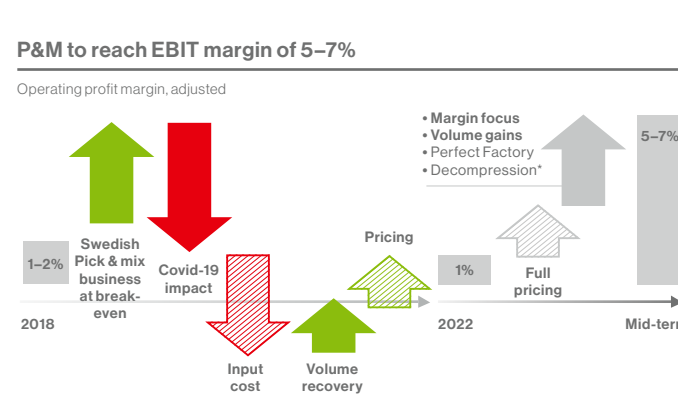 P&M to reach EBIT margin of 5–7%
Operating profit margin, adjusted
• Margin focus
• Volume gains
• Perfect Factory
• Decompression*
5–7%
1–2%
Swedish
Pick & mix
business
at break-
even
Covid-19
impact
Pricing
1%
Full
pricing
2018
2022
Input
cost
Volume
recovery